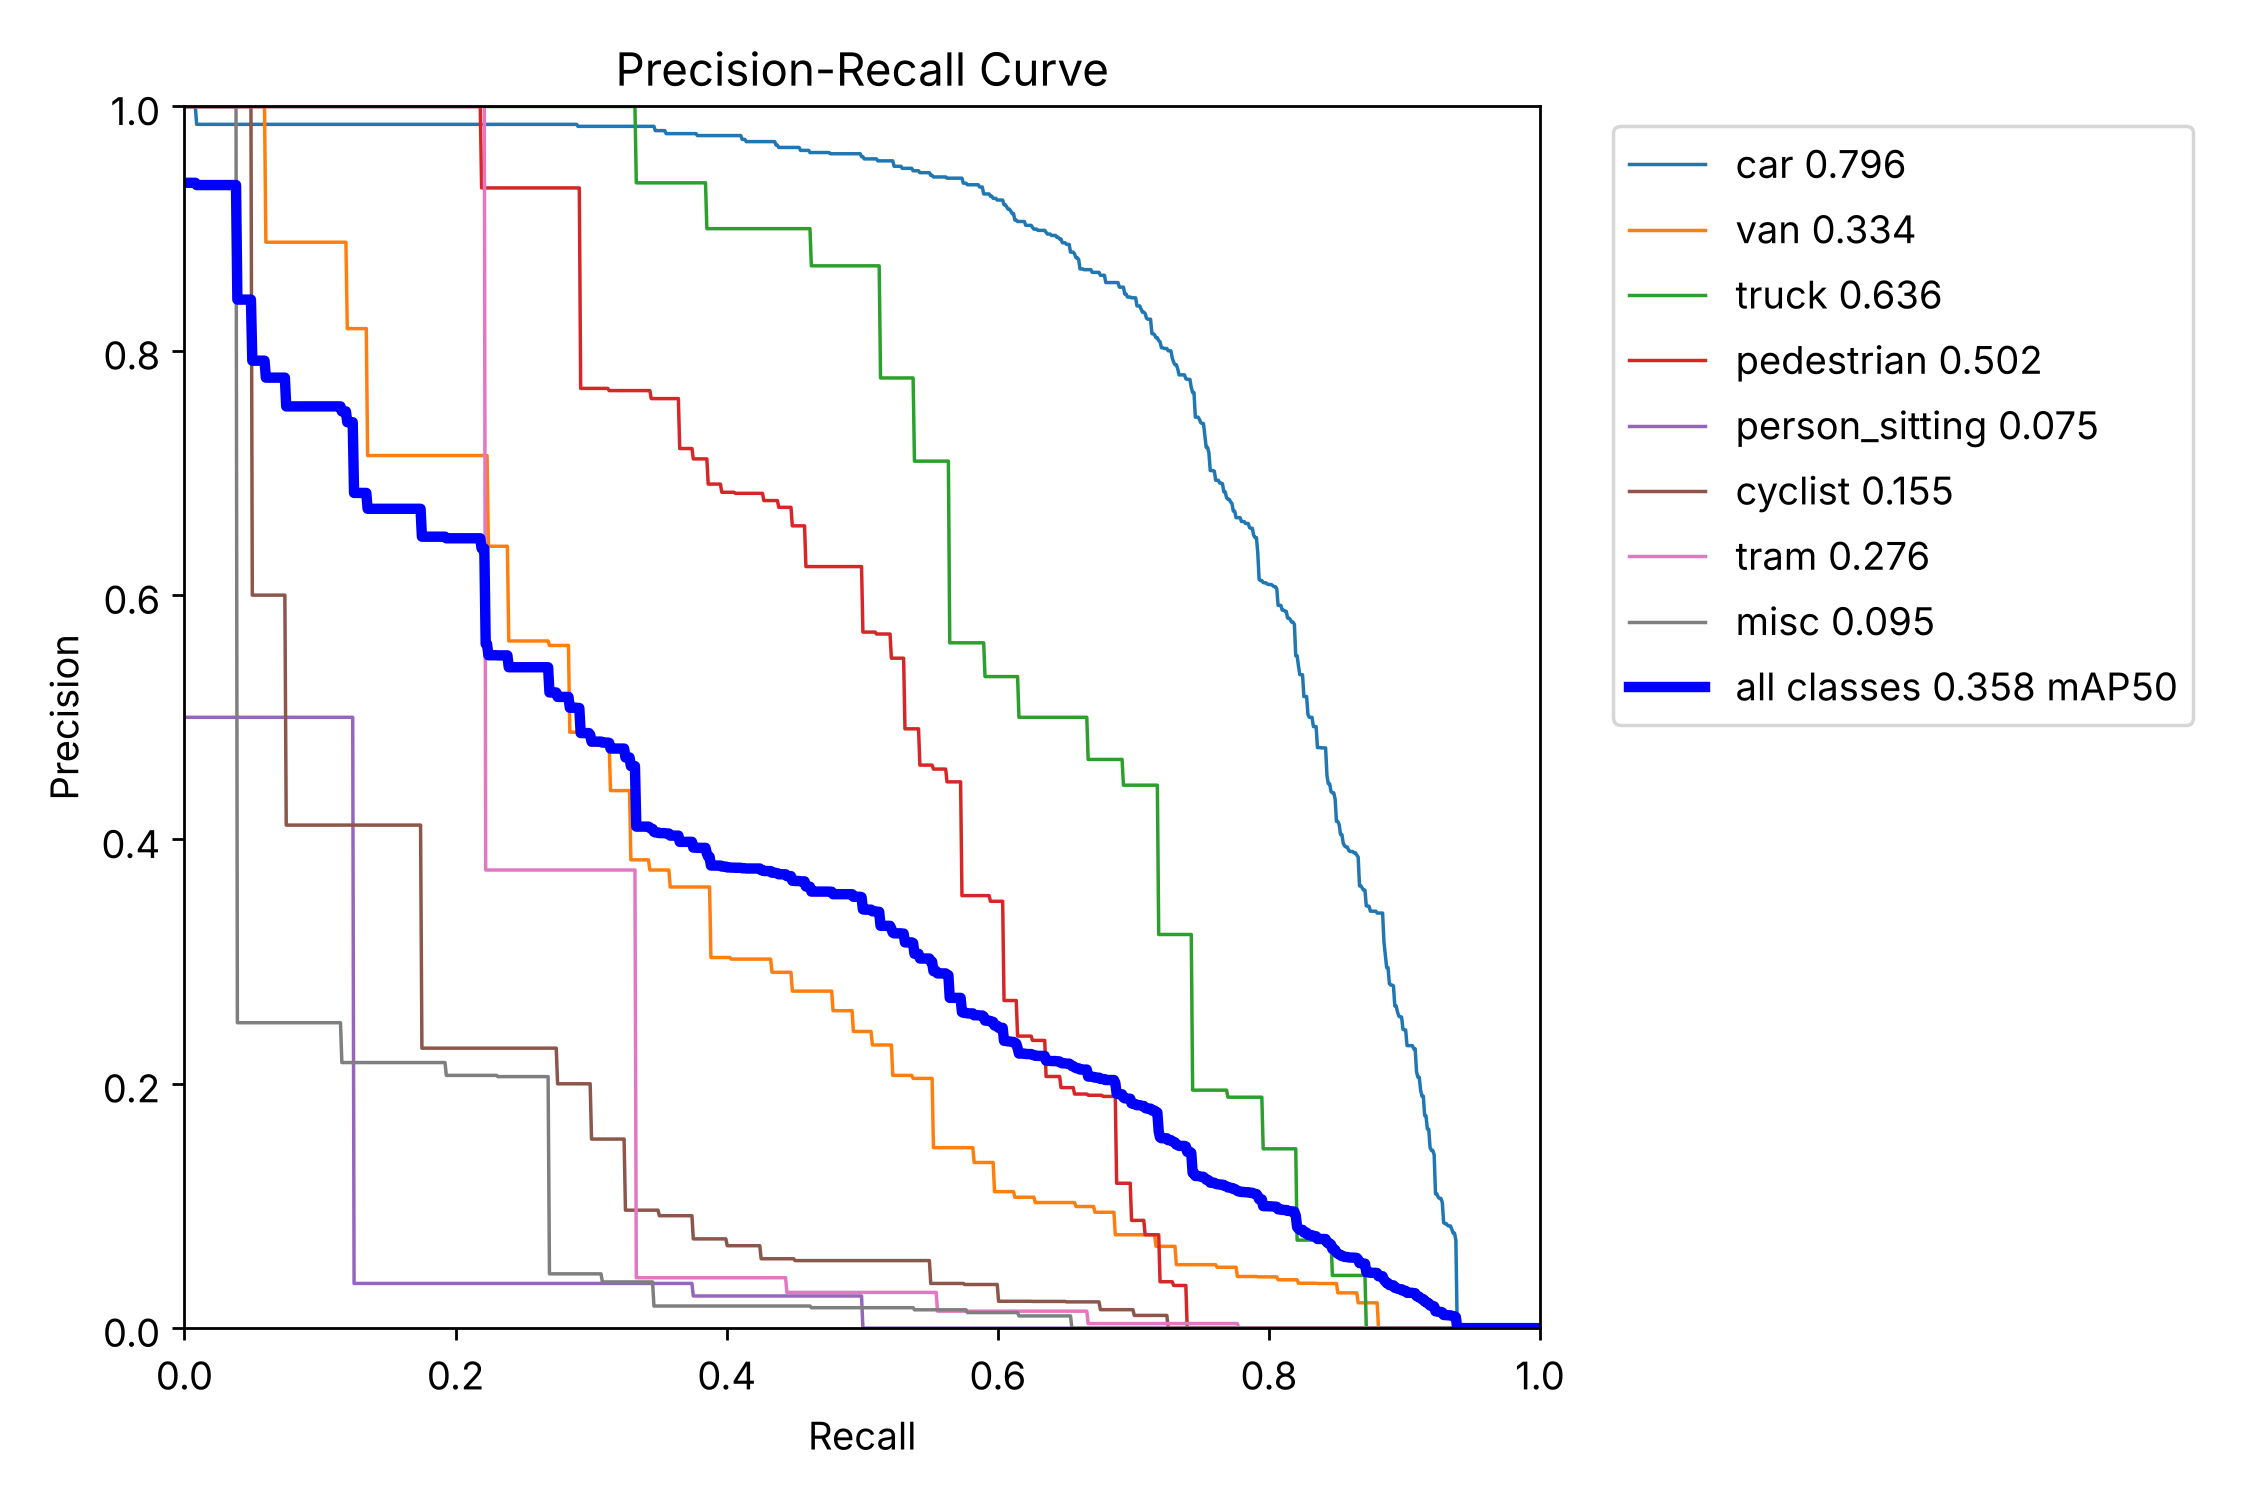 Precision-Recall Curve
1.0
0.8
0.6
0.4
0.2
0.0
Precision
0.0 0.2 0.4 0.6 0.8 1.0
Recall
car 0.796
van 0.334
truck 0.636
pedestrian 0.502
person_sitting 0.075
cyclist 0.155
tram 0.276
misc 0.095
all classes 0.358 mAP50